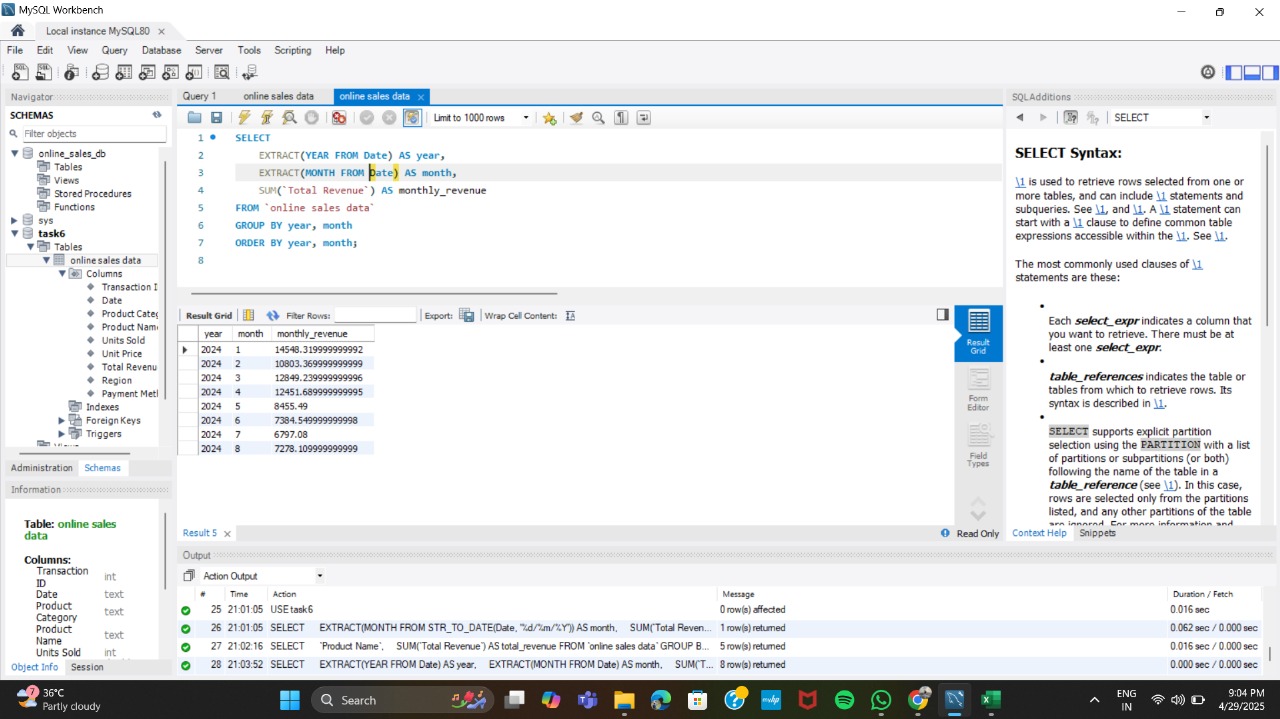 MySQL Workbench
Local instance MySQL80
File Edit View Query Database Server Tools Scripting Help
Navigator
SCHEMAS
Filter objects
online_sales_db
Tables
Views
Stored Procedures
Functions
sys
task6
Tables
online sales data
Columns
Transaction I
Date
Product Categ
Product Name
Units Sold
Unit Price
Total Revenu
Region
Payment Meth
Indexes
Foreign Keys
Triggers
Administration Schemas
Information
Table: online sales
data
Columns:
Transaction
ID int
Date text
Product
Category text
Product
Name text
Units Sold int
Object Info Session
Query 1 online sales data online sales data
Limit to 1000 rows
1 SELECT
2 EXTRACT(YEAR FROM Date) AS year,
3 EXTRACT(MONTH FROM Date) AS month,
4 SUM(`Total Revenue`) AS monthly_revenue
5 FROM `online sales data`
6 GROUP BY year, month
7 ORDER BY year, month;
8
Result Grid Filter Rows: Export: Wrap Cell Content:
year month monthly_revenue
2024 1 14548.319999999992
2024 2 10803.369999999999
2024 3 12849.239999999996
2024 4 12451.689999999995
2024 5 8455.49
2024 6 7384.549999999998
2024 7 6797.08
2024 8 7278.109999999999
Result
Grid
Form
Editor
Field
Types
Result 5
Read Only
Output
Action Output
# Time Action Message Duration / Fetch
25 21:01:05 USE task6 0 row(s) affected 0.016 sec
26 21:01:05 SELECT EXTRACT(MONTH FROM STR_TO_DATE(Date, "%d/%m/%Y")) AS month, SUM('Total Reven... 1 row(s) returned 0.062 sec / 0.000 sec
27 21:02:16 SELECT `Product Name`, SUM(`Total Revenue`) AS total_revenue FROM `online sales data` GROUP B... 5 row(s) returned 0.016 sec / 0.000 sec
28 21:03:52 SELECT EXTRACT(YEAR FROM Date) AS year, EXTRACT(MONTH FROM Date) AS month, SUM(`T... 8 row(s) returned 0.000 sec / 0.000 sec
SQLAdditions
SELECT
SELECT Syntax:
\1 is used to retrieve rows selected from one or
more tables, and can include \1 statements and
subqueries. See \1, and \1. A \1 statement can
start with a \1 clause to define common table
expressions accessible within the \1. See \1.
The most commonly used clauses of \1
statements are these:
Each select_expr indicates a column that
you want to retrieve. There must be at
least one select_expr.
table_references indicates the table or
tables from which to retrieve rows. Its
syntax is described in \1.
SELECT supports explicit partition
selection using the PARTITION with a list
of partitions or subpartitions (or both)
following the name of the table in a
table_reference (see \1). In this case,
rows are selected only from the partitions
listed, and any other partitions of the table
are ignored. For more information and
Context Help Snippets
7
36°C
Partly cloudy
Search
ENG
IN
9:04 PM
4/29/2025